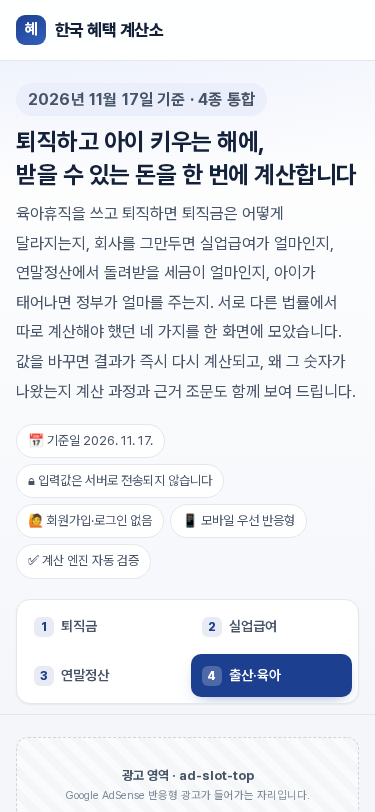 혜 한국 혜택 계산소
2026년 11월 17일 기준 · 4종 통합
퇴직하고 아이 키우는 해에,
받을 수 있는 돈을 한 번에 계산합니다
육아휴직을 쓰고 퇴직하면 퇴직금은 어떻게
달라지는지, 회사를 그만두면 실업급여가 얼마인지,
연말정산에서 돌려받을 세금이 얼마인지, 아이가
태어나면 정부가 얼마를 주는지. 서로 다른 법률에서
따로 계산해야 했던 네 가지를 한 화면에 모았습니다.
값을 바꾸면 결과가 즉시 다시 계산되고, 왜 그 숫자가
나왔는지 계산 과정과 근거 조문도 함께 보여 드립니다.
📅 기준일 2026. 11. 17.
🔒 입력값은 서버로 전송되지 않습니다
🙋 회원가입·로그인 없음 📱 모바일 우선 반응형
✅ 계산 엔진 자동 검증
1 퇴직금 2 실업급여
3 연말정산 4 출산·육아
광고 영역 · ad-slot-top
Google AdSense 반응형 광고가 들어가는 자리입니다.